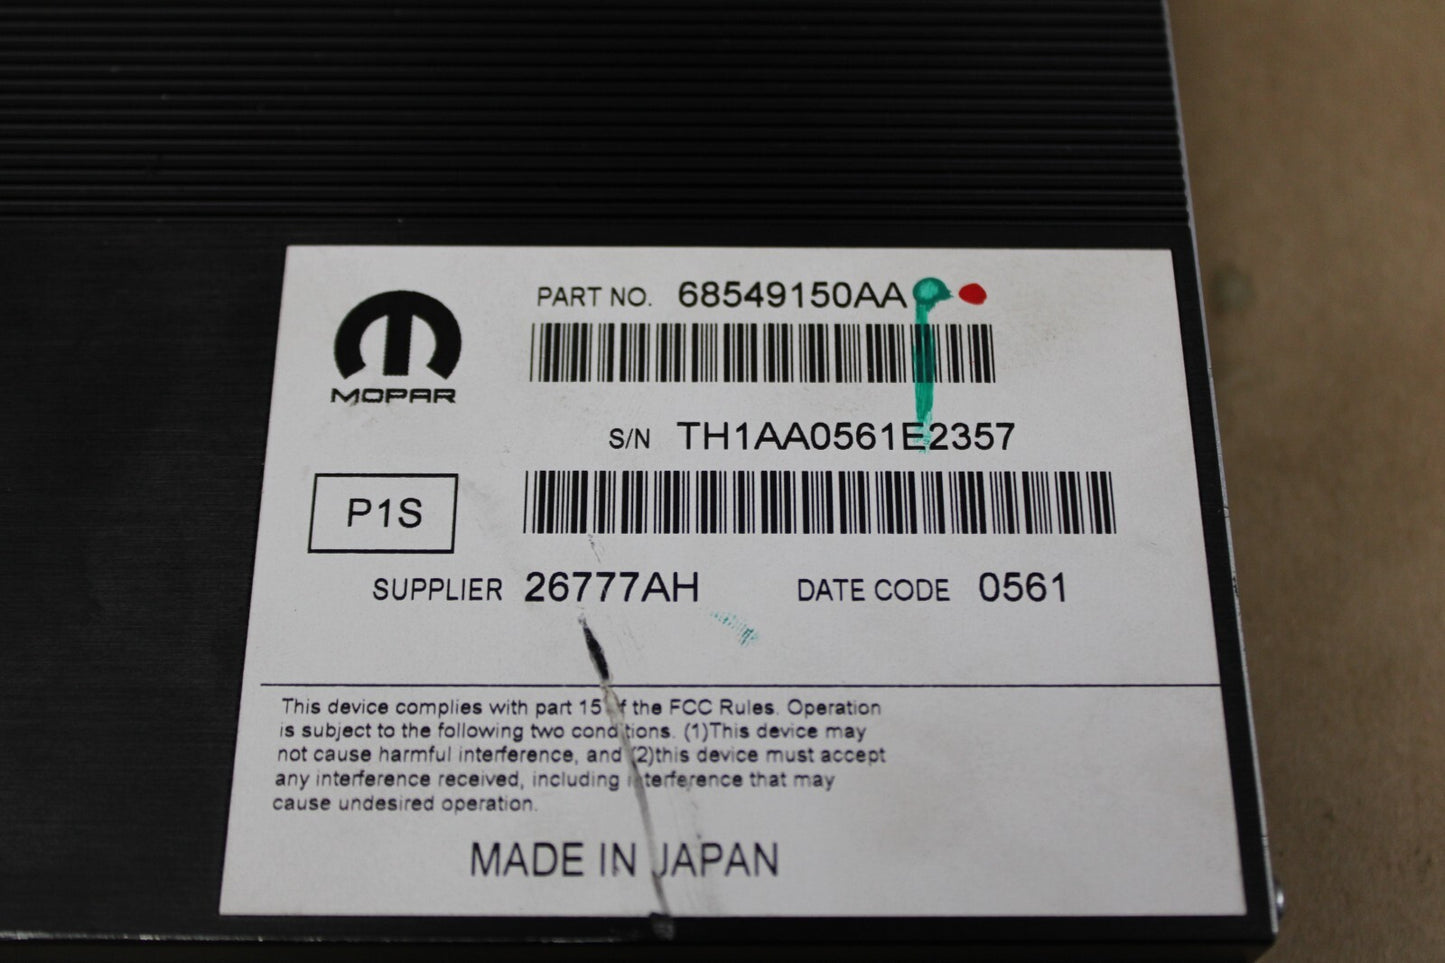 PART NO. 68549150AA
MOPAR
S/N TH1AA0561E2357
P1S
SUPPLIER 26777AH DATE CODE 0561
This device complies with part 15 of the FCC Rules. Operation
is subject to the following two conditions. (1)This device may
not cause harmful interference, and (2)this device must accept
any interference received, including interference that may
cause undesired operation.
MADE IN JAPAN